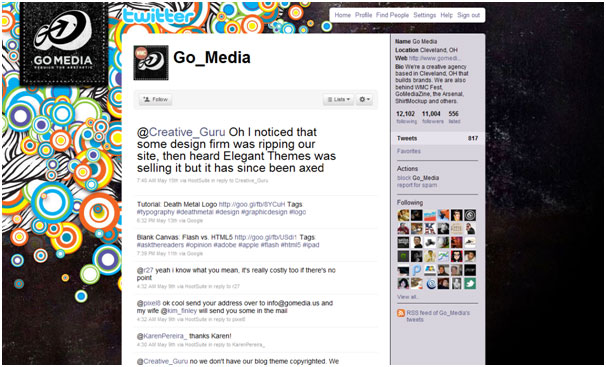 GO MEDIA
twitter
Home Profile Find People Settings Help Sign out
Go_Media
Follow
Lists
@Creative_Guru Oh I noticed that
some design firm was ripping our
site, then heard Elegant Themes was
selling it but it has since been axed
7:40 AM May 10th via HootSuite in reply to Creative_Guru
Tutorial: Death Metal Logo http://goo.gl/fb/8YCuH Tags
#typography #deathmetal #design #graphicdesign #logo
6:32 PM May 13th via Google
Blank Canvas: Flash vs. HTML5 http://goo.gl/fb/USdt1 Tags
#askthereaders #opinion #adobe #apple #flash #html5 #ipad
7:39 PM May 11th via Google
@r27 yeah i know what you mean, it's really costly too if there's no
point
4:32 AM May 9th via HootSuite in reply to r27
@pixel8 ok cool send your address over to info@gomedia.us and
my wife @kim_finley will send you some in the mail
4:32 AM May 9th via HootSuite in reply to pixel8
@KarenPereira_ thanks Karen!
4:30 AM May 9th via HootSuite in reply to KarenPereira_
@Creative_Guru no we don't have our blog theme copyrighted. We
Name Go Media
Location Cleveland, OH
Web http://www.gomedi...
Bio We're a creative agency
based in Cleveland, OH that
builds brands. We are also
behind WMC Fest,
GoMediaZine, the Arsenal,
ShirtMockup and others.
12,102 11,004 556
following followers listed
Tweets 817
Favorites
Actions
block Go_Media
report for spam
Following
View all...
RSS feed of Go_Media's
tweets